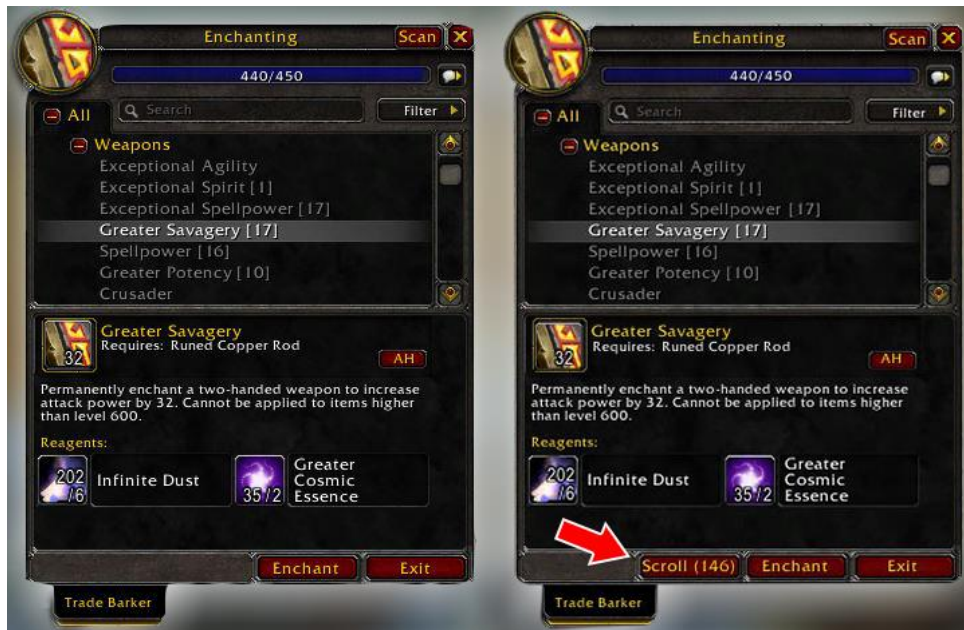 Enchanting
Scan
440/450
All
Search
Filter
Weapons
Exceptional Agility
Exceptional Spirit [1]
Exceptional Spellpower [17]
Greater Savagery [17]
Spellpower [16]
Greater Potency [10]
Crusader
32
Greater Savagery
Requires: Runed Copper Rod
AH
Permanently enchant a two-handed weapon to increase
attack power by 32. Cannot be applied to items higher
than level 600.
Reagents:
202
/6
Infinite Dust
35/2
Greater
Cosmic
Essence
Enchant
Exit
Trade Barker
Enchanting
Scan
440/450
All
Search
Filter
Weapons
Exceptional Agility
Exceptional Spirit [1]
Exceptional Spellpower [17]
Greater Savagery [17]
Spellpower [16]
Greater Potency [10]
Crusader
32
Greater Savagery
Requires: Runed Copper Rod
AH
Permanently enchant a two-handed weapon to increase
attack power by 32. Cannot be applied to items higher
than level 600.
Reagents:
202
/6
Infinite Dust
35/2
Greater
Cosmic
Essence
Scroll (146)
Enchant
Exit
Trade Barker